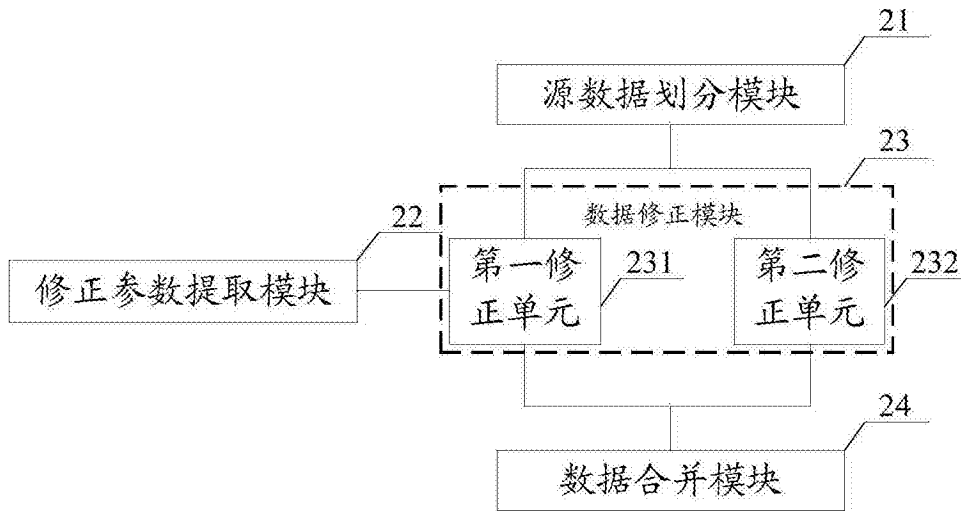 21
源数据划分模块
23
数据修正模块
22
修正参数提取模块
第一修
正单元
231
第二修
正单元
232
24
数据合并模块